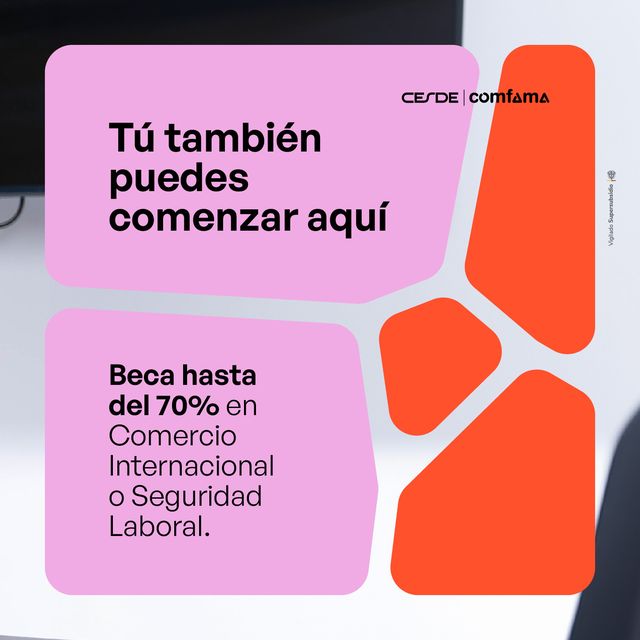 CESDE | comfama
Tú también
puedes
comenzar aquí
Vigilado Supersubsidio
Beca hasta
del 70% en
Comercio
Internacional
o Seguridad
Laboral.